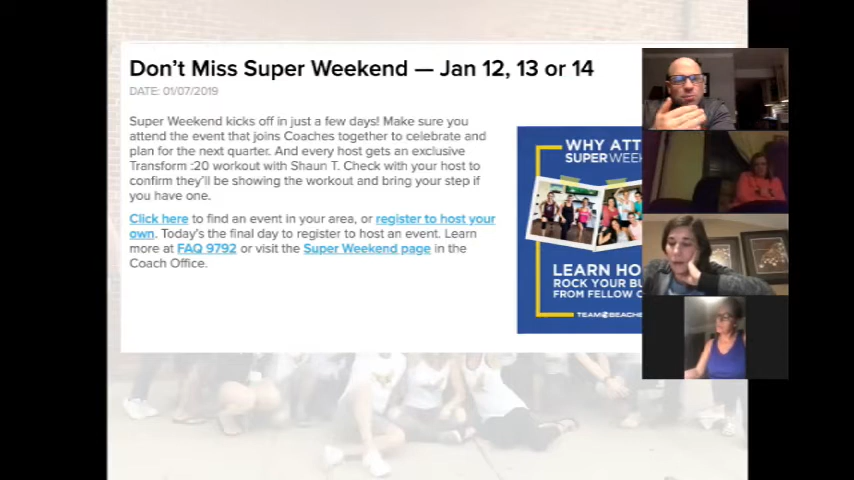 Don't Miss Super Weekend — Jan 12, 13 or 14
DATE: 01/07/2019
Super Weekend kicks off in just a few days! Make sure you
attend the event that joins Coaches together to celebrate and
plan for the next quarter. And every host gets an exclusive
Transform :20 workout with Shaun T. Check with your host to
confirm they'll be showing the workout and bring your step if
you have one.
Click here to find an event in your area, or register to host your
own. Today's the final day to register to host an event. Learn
more at FAQ 9792 or visit the Super Weekend page in the
Coach Office.
WHY ATT
SUPER WEEK
LEARN HO
ROCK YOUR BU
FROM FELLOW C
TEAM BEACHB